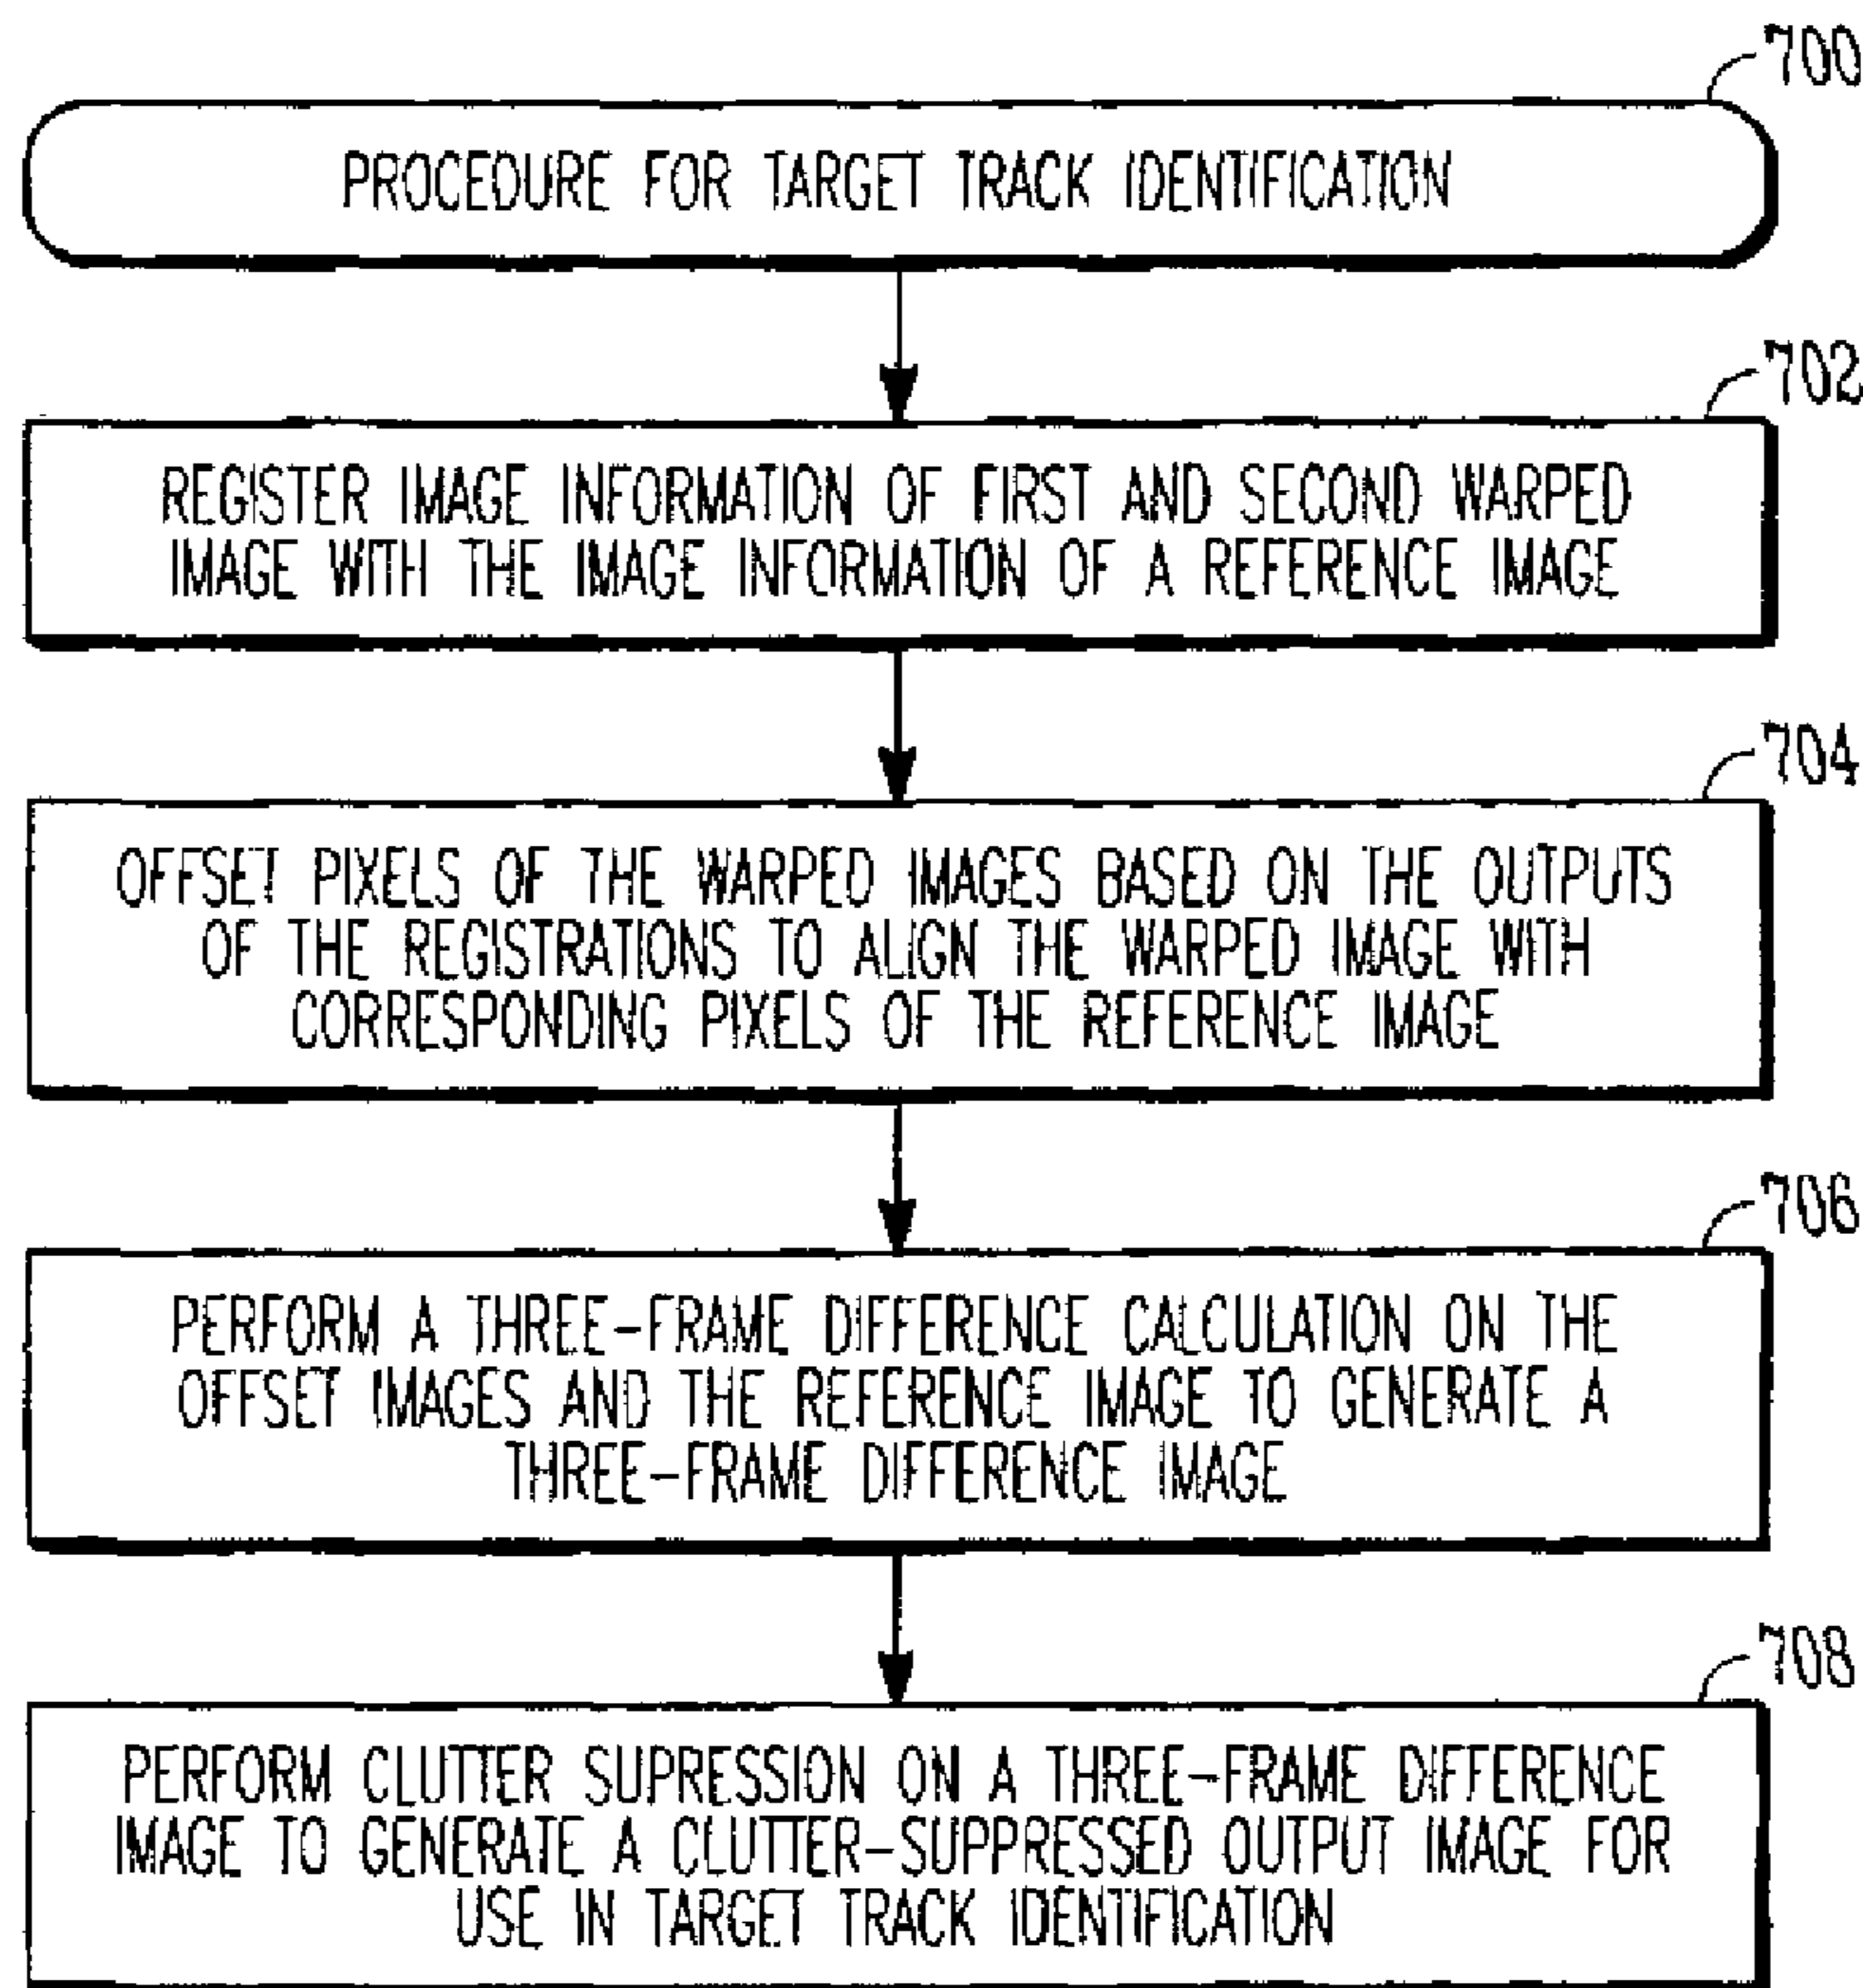 700
PROCEDURE FOR TARGET TRACK IDENTIFICATION
702
REGISTER IMAGE INFORMATION OF FIRST AND SECOND WARPED
IMAGE WITH THE IMAGE INFORMATION OF A REFERENCE IMAGE
704
OFFSET PIXELS OF THE WARPED IMAGES BASED ON THE OUTPUTS
OF THE REGISTRATIONS TO ALIGN THE WARPED IMAGE WITH
CORRESPONDING PIXELS OF THE REFERENCE IMAGE
706
PERFORM A THREE-FRAME DIFFERENCE CALCULATION ON THE
OFFSET IMAGES AND THE REFERENCE IMAGE TO GENERATE A
THREE-FRAME DIFFERENCE IMAGE
708
PERFORM CLUTTER SUPRESSION ON A THREE-FRAME DIFFERENCE
IMAGE TO GENERATE A CLUTTER-SUPPRESSED OUTPUT IMAGE FOR
USE IN TARGET TRACK IDENTIFICATION